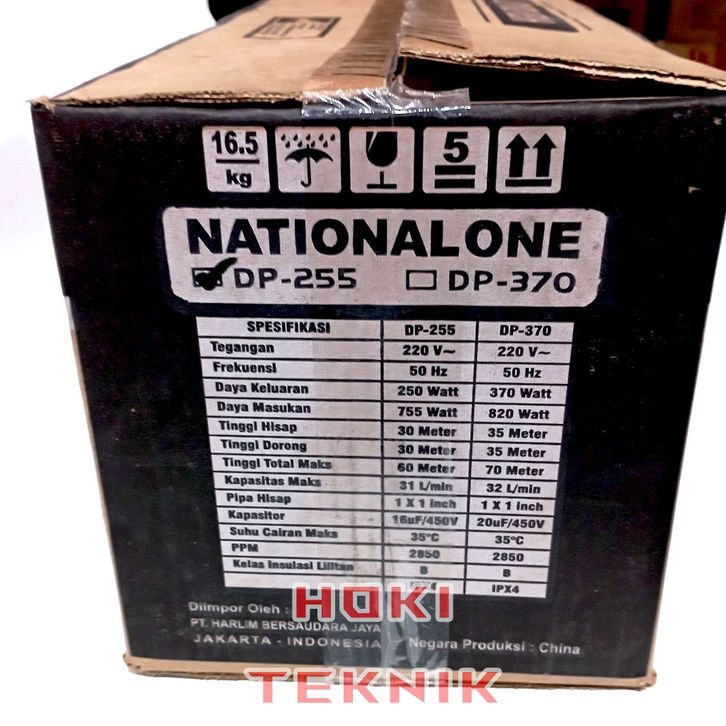 16.5
kg
5
NATIONALONE
DP-255 DP-370
SPESIFIKASI DP-255 DP-370
Tegangan 220 V~ 220 V~
Frekuensi 50 Hz 50 Hz
Daya Keluaran 250 Watt 370 Watt
Daya Masukan 755 Watt 820 Watt
Tinggi Hisap 30 Meter 35 Meter
Tinggi Dorong 30 Meter 35 Meter
Tinggi Total Maks 60 Meter 70 Meter
Kapasitas Maks 31 L/min 32 L/min
Pipa Hisap 1 X 1 inch 1 X 1 inch
Kapasitor 16uF/450V 20uF/450V
Suhu Cairan Maks 35°C 35°C
PPM 2850 2850
Kelas Insulasi Lilitan B B
IPX4
Diimpor Oleh :
HOKI
PT. HARLIM BERSAUDARA JAYA
JAKARTA - INDONESIA Negara Produksi : China
TEKNIK